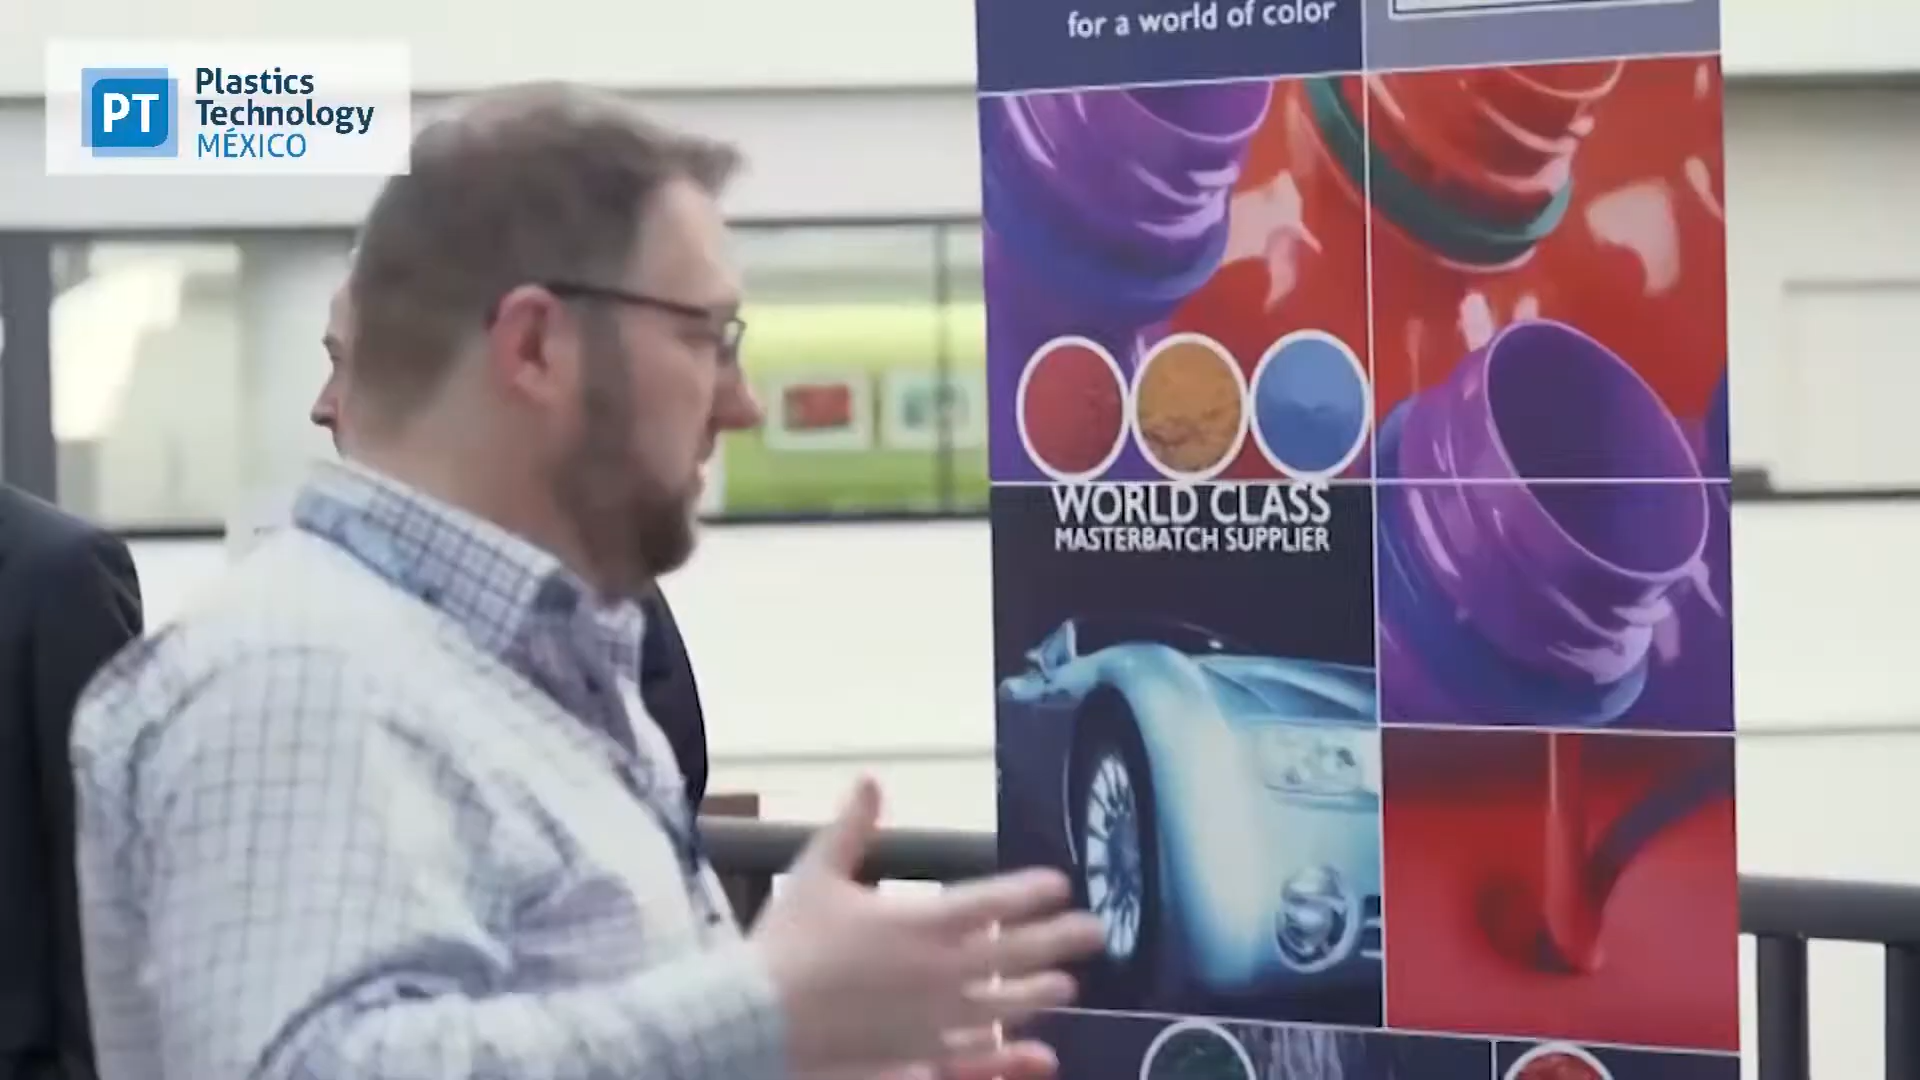 PT
Plastics
Technology
MÉXICO
for a world of color
WORLD CLASS
MASTERBATCH SUPPLIER